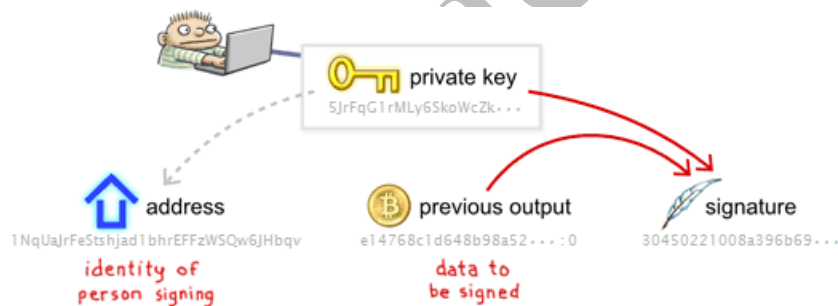 private key
5JrFqG1rMLy6SkoWcZk···
address
previous output
signature
1NqUaJrFeStshjad1bhrEFFzWSQw6JHbqv
e14768c1d648b98a52···:0
30450221008a396b69···
identity of
person signing
data to
be signed